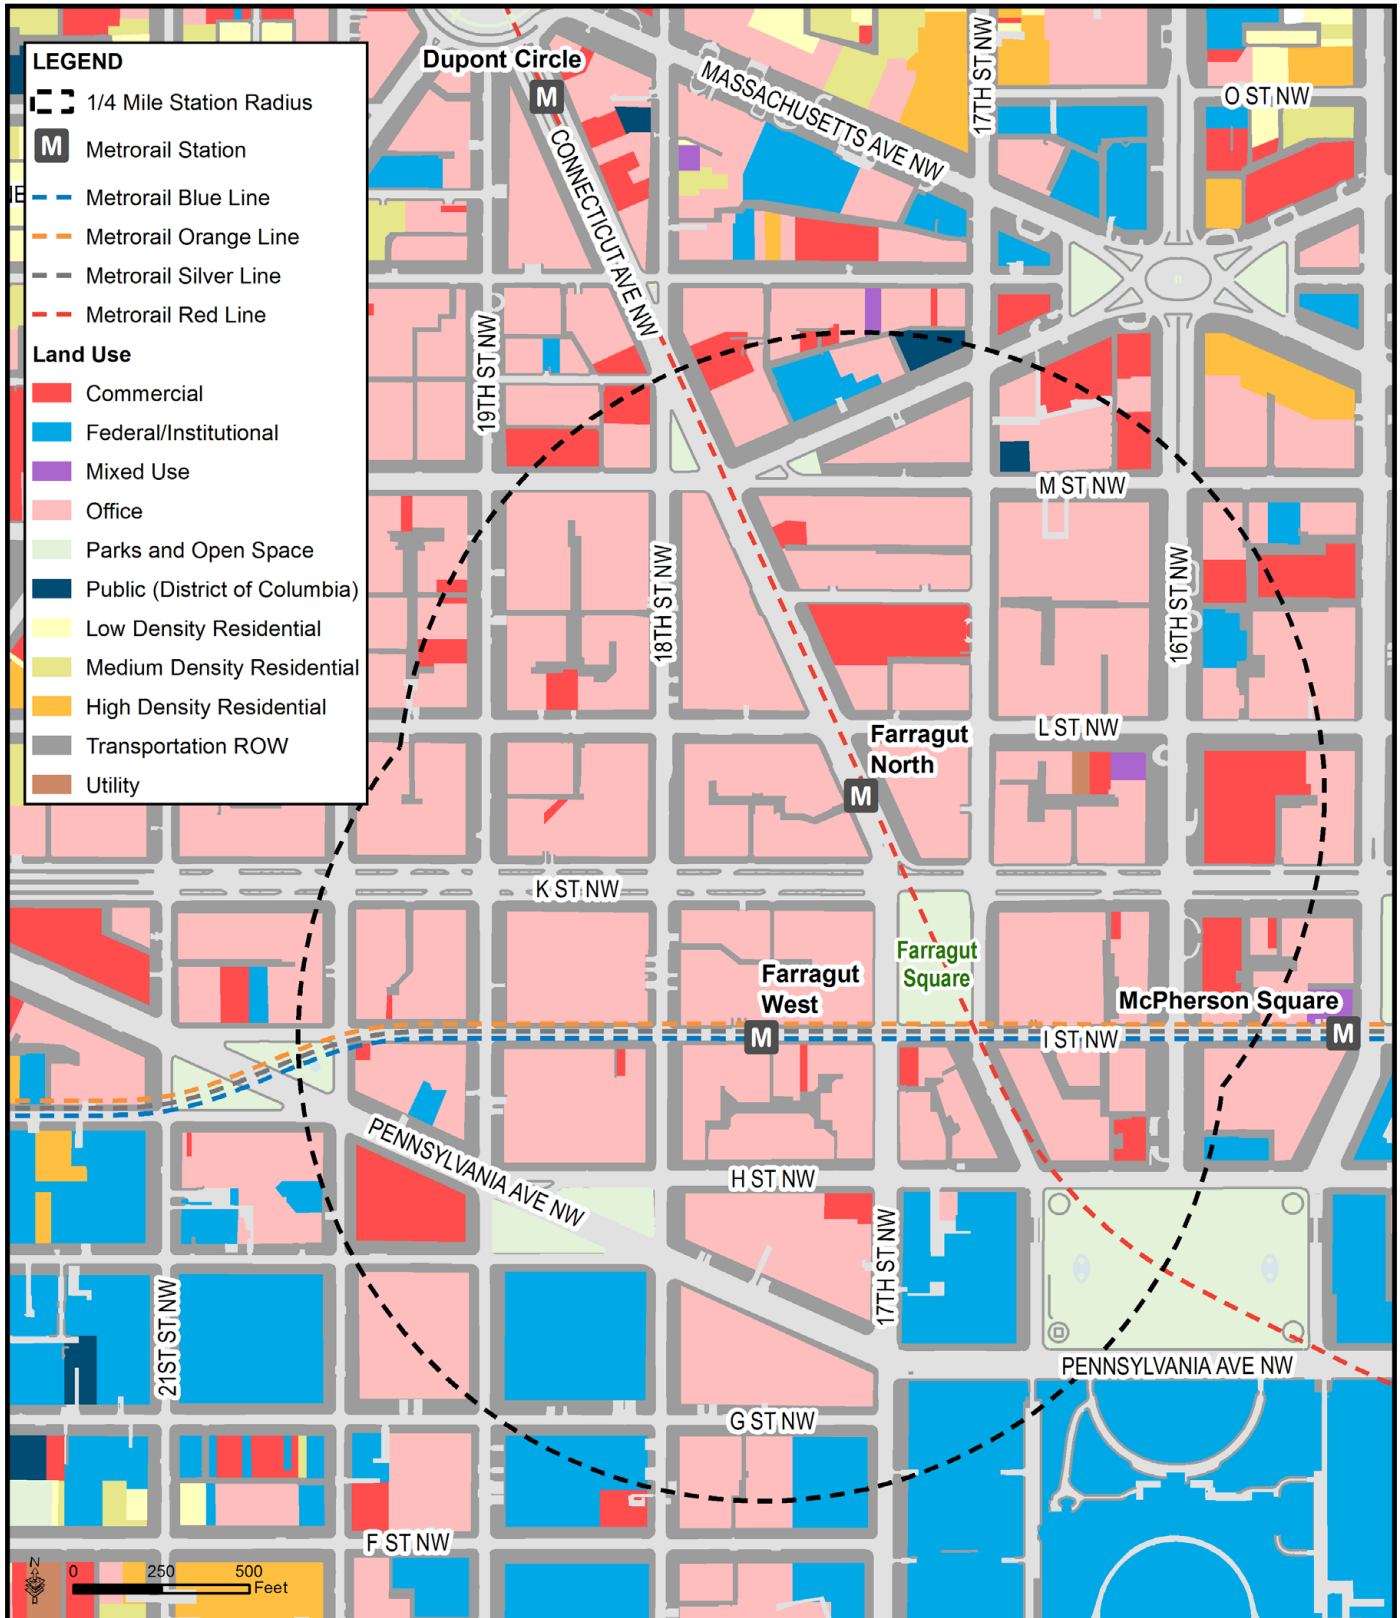 LEGEND
1/4 Mile Station Radius
M
Metrorail Station
Metrorail Blue Line
Metrorail Orange Line
Metrorail Silver Line
Metrorail Red Line
Land Use
Commercial
Federal/Institutional
Mixed Use
Office
Parks and Open Space
Public (District of Columbia)
Low Density Residential
Medium Density Residential
High Density Residential
Transportation ROW
Utility
Dupont Circle
M
MASSACHUSETTS AVE NW
17TH ST NW
O ST NW
CONNECTICUT AVE NW
19TH ST NW
M ST NW
18TH ST NW
16TH ST NW
L ST NW
Farragut
North
M
K ST NW
Farragut
Square
Farragut
West
M
McPherson Square
M
I ST NW
PENNSYLVANIA AVE NW
H ST NW
17TH ST NW
21ST ST NW
PENNSYLVANIA AVE NW
G ST NW
F ST NW
N
0 250 500
Feet